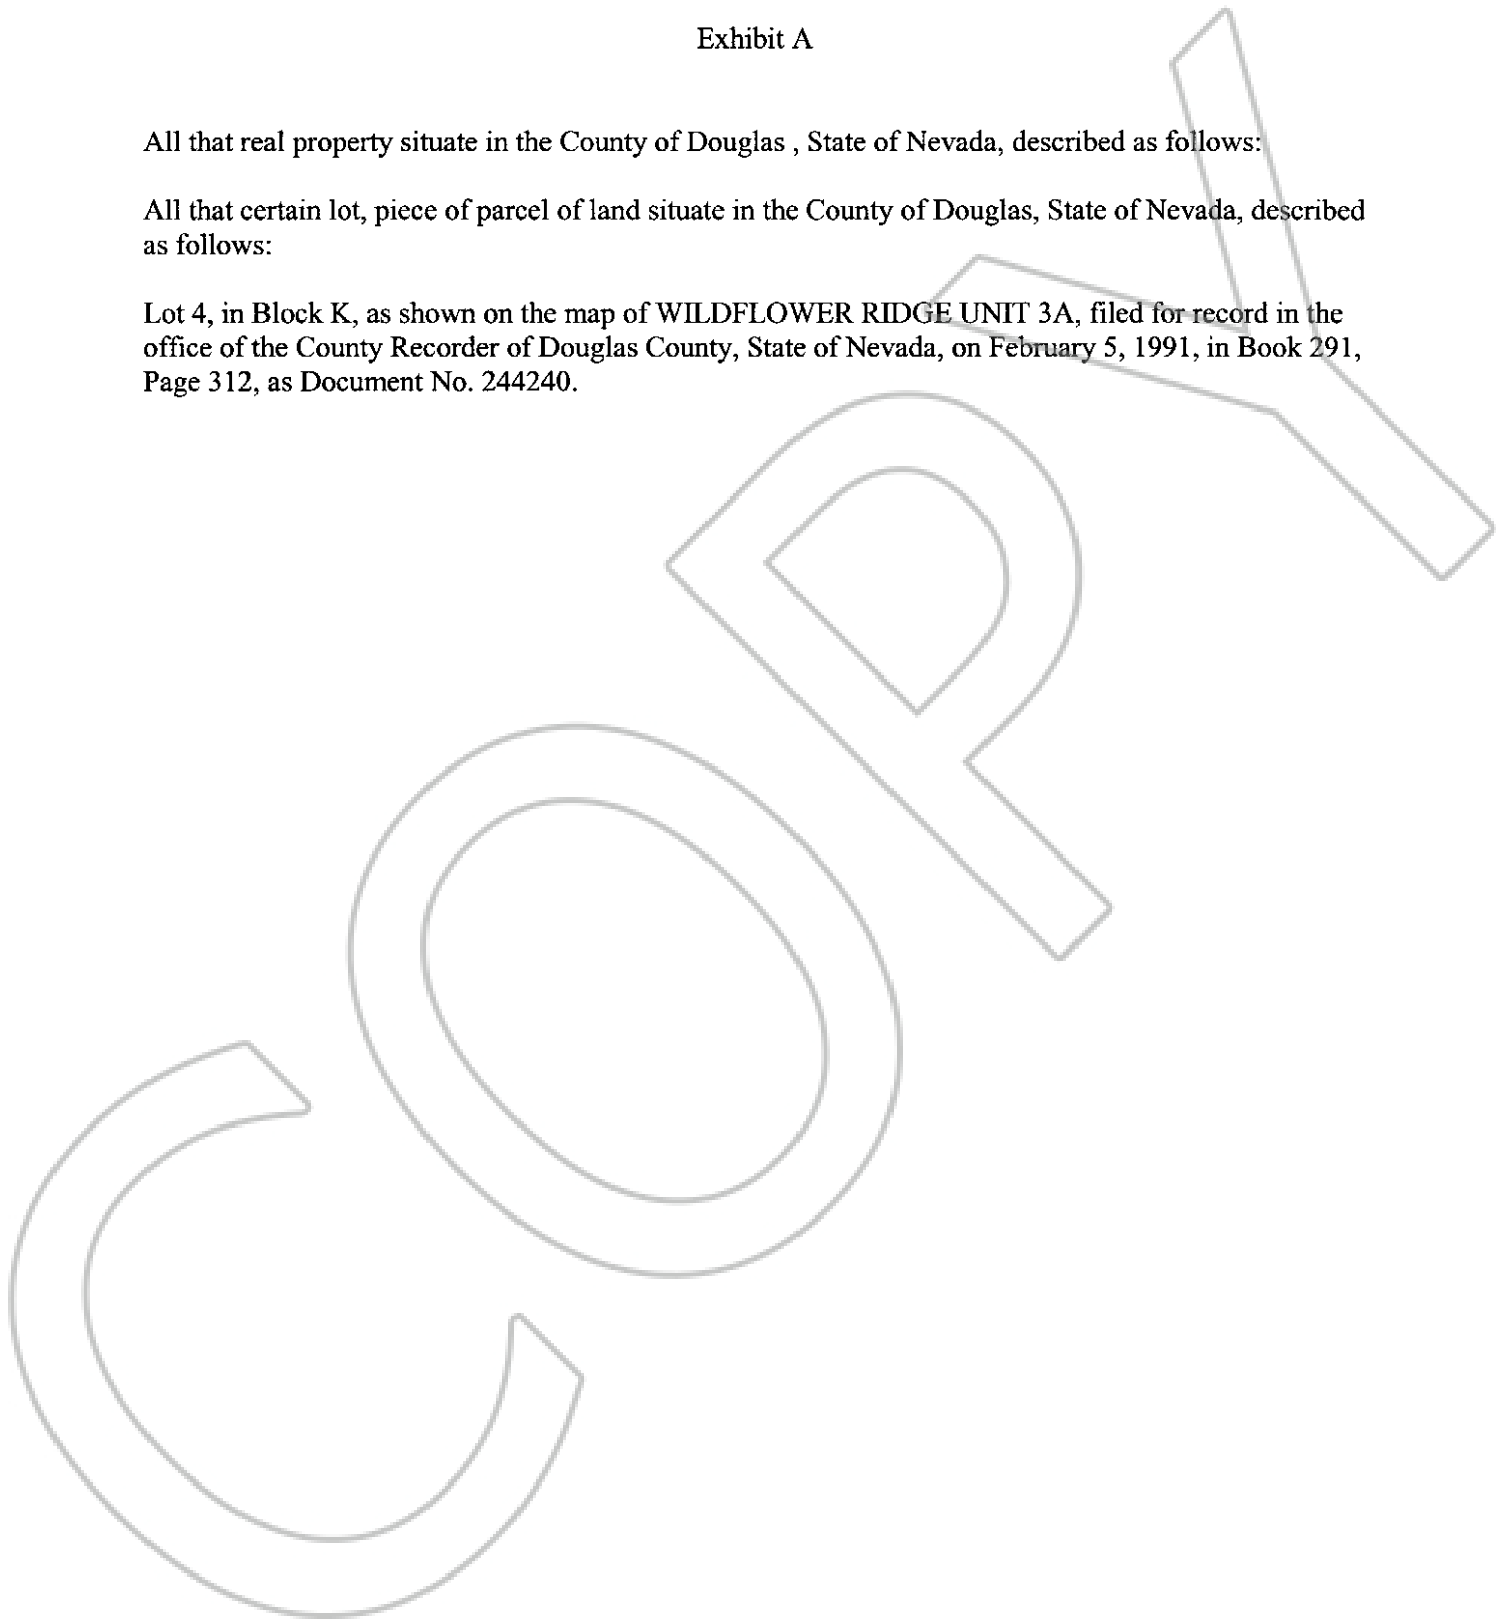 Exhibit A
All that real property situate in the County of Douglas , State of Nevada, described as follows:
All that certain lot, piece of parcel of land situate in the County of Douglas, State of Nevada, described
as follows:
Lot 4, in Block K, as shown on the map of WILDFLOWER RIDGE UNIT 3A, filed for record in the
office of the County Recorder of Douglas County, State of Nevada, on February 5, 1991, in Book 291,
Page 312, as Document No. 244240.
COPY